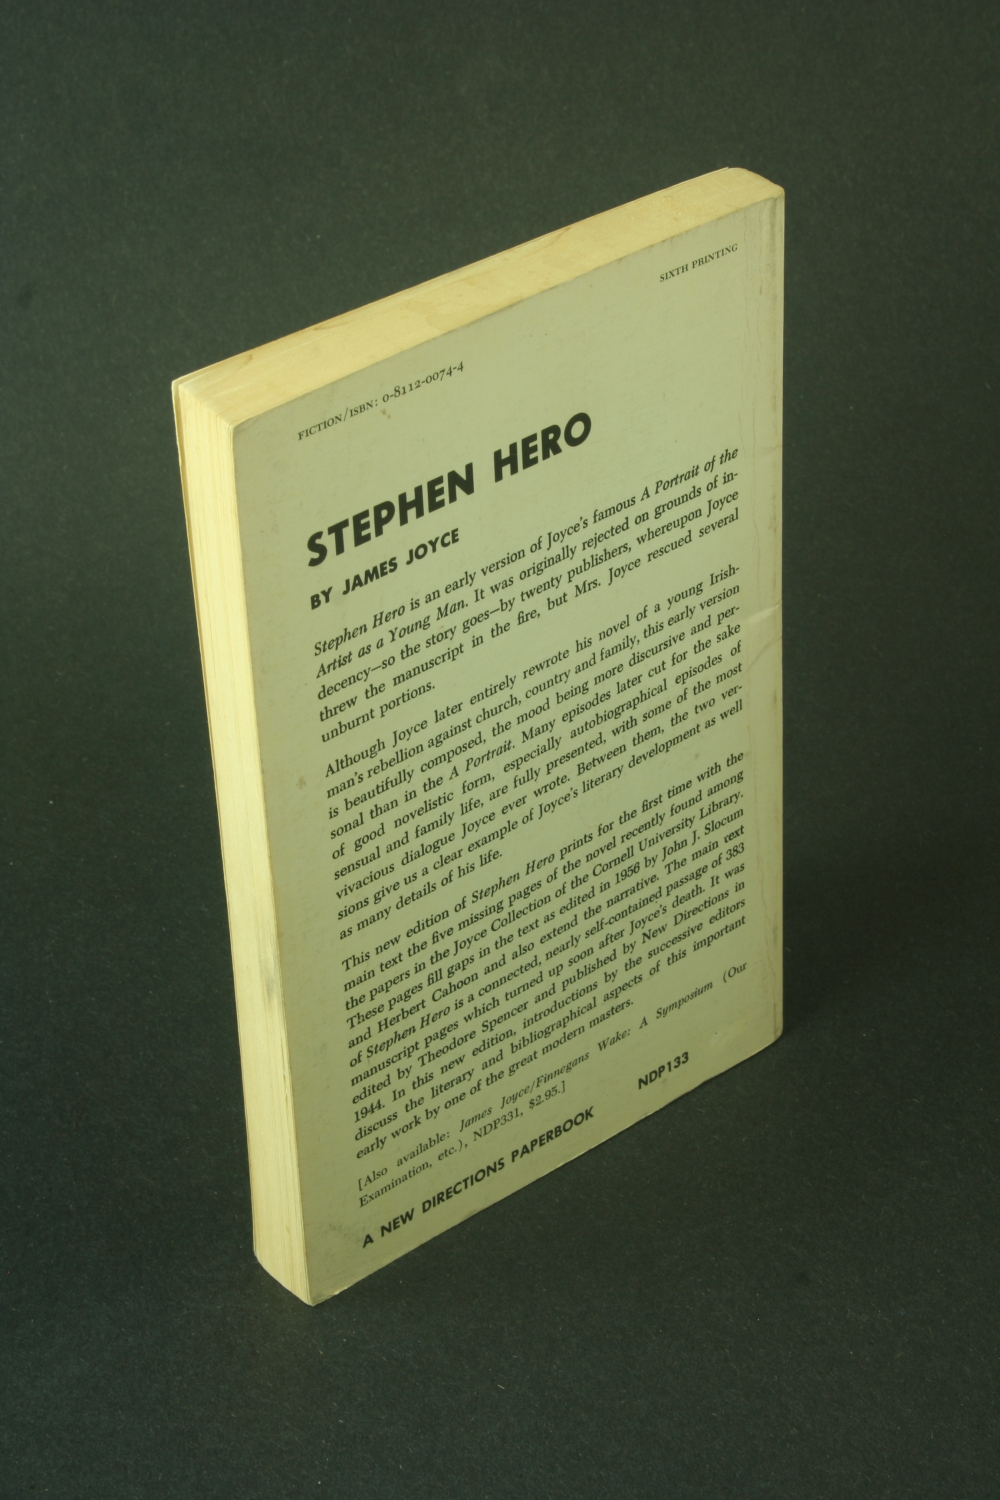 SIXTH PRINTING
FICTION/ISBN: 0-8112-0074-4
STEPHEN HERO
BY JAMES JOYCE
Stephen Hero is an early version of Joyce's famous A Portrait of the
Artist as a Young Man. It was originally rejected on grounds of in-
decency—so the story goes—by twenty publishers, whereupon Joyce
threw the manuscript in the fire, but Mrs. Joyce rescued several
unburnt portions.
Although Joyce later entirely rewrote his novel of a young Irish-
man's rebellion against church, country and family, this early version
is beautifully composed, the mood being more discursive and per-
sonal than in the A Portrait. Many episodes later cut for the sake
of good novelistic form, especially autobiographical episodes of
sensual and family life, are fully presented, with some of the most
vivacious dialogue Joyce ever wrote. Between them, the two ver-
sions give us a clear example of Joyce's literary development as well
as many details of his life.
This new edition of Stephen Hero prints for the first time with the
main text the five missing pages of the novel recently found among
the papers in the Joyce Collection of the Cornell University Library.
These pages fill gaps in the text as edited in 1956 by John J. Slocum
and Herbert Cahoon and also extend the narrative. The main text
of Stephen Hero is a connected, nearly self-contained passage of 383
manuscript pages which turned up soon after Joyce's death. It was
edited by Theodore Spencer and published by New Directions in
1944. In this new edition, introductions by the successive editors
discuss the literary and bibliographical aspects of this important
early work by one of the great modern masters.
[Also available: James Joyce/Finnegans Wake: A Symposium (Our
Examination, etc.), NDP331, $2.95.]
A NEW DIRECTIONS PAPERBOOK NDP133